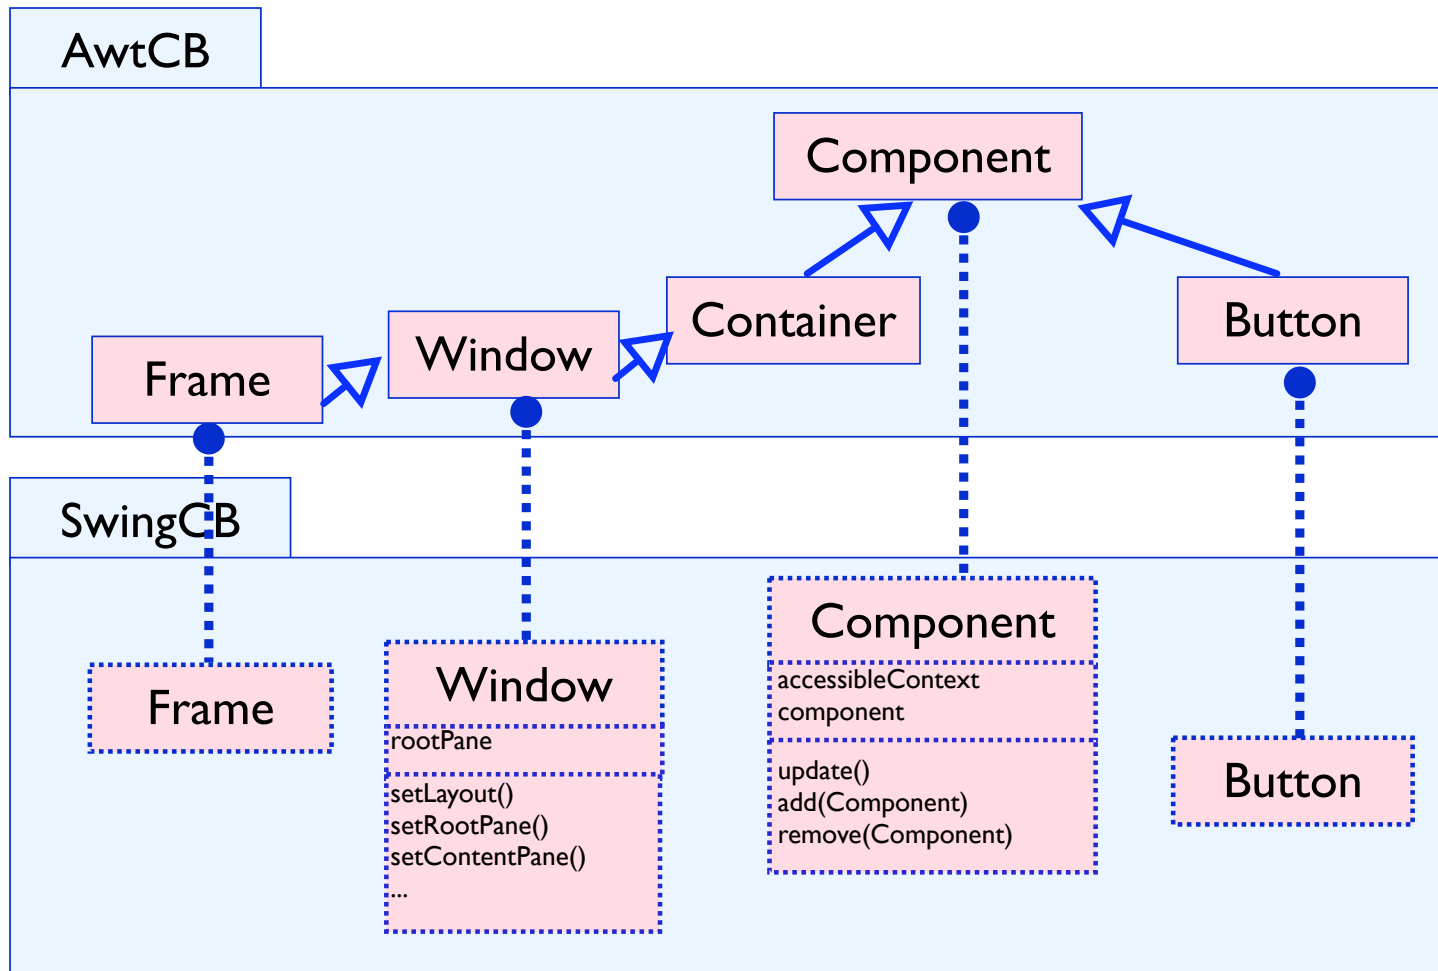 AwtCB
Component
Container
Button
Window
Frame
SwingCB
Frame
Window
rootPane
setLayout()
setRootPane()
setContentPane()
...
Component
accessibleContext
component
update()
add(Component)
remove(Component)
Button